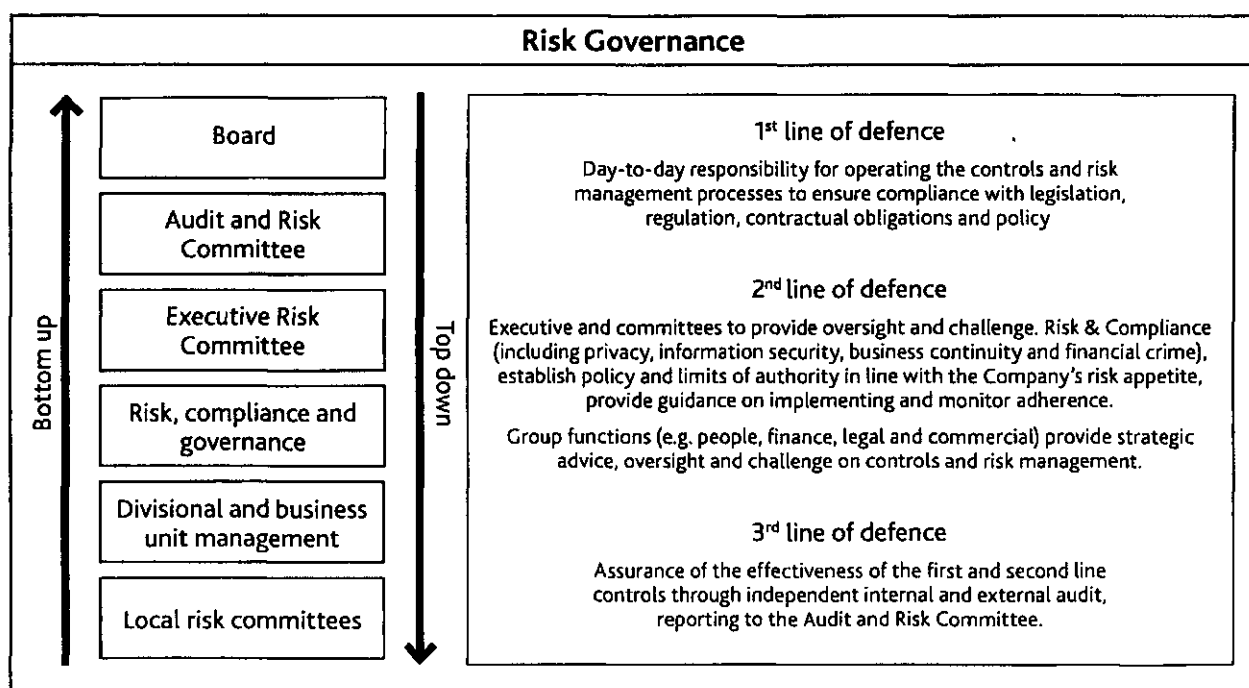 Risk Governance
Bottom up
Board
Audit and Risk
Committee
Executive Risk
Committee
Risk, compliance and
governance
Divisional and business
unit management
Local risk committees
Top down
1st line of defence
Day-to-day responsibility for operating the controls and risk
management processes to ensure compliance with legislation,
regulation, contractual obligations and policy
2nd line of defence
Executive and committees to provide oversight and challenge. Risk & Compliance
(including privacy, information security, business continuity and financial crime),
establish policy and limits of authority in line with the Company's risk appetite,
provide guidance on implementing and monitor adherence.
Group functions (e.g. people, finance, legal and commercial) provide strategic
advice, oversight and challenge on controls and risk management.
3rd line of defence
Assurance of the effectiveness of the first and second line
controls through independent internal and external audit,
reporting to the Audit and Risk Committee.